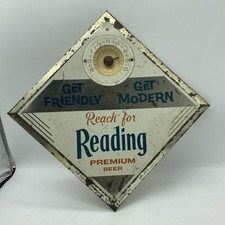 Get Get
Friendly Modern
Reach for
Reading
PREMIUM
BEER